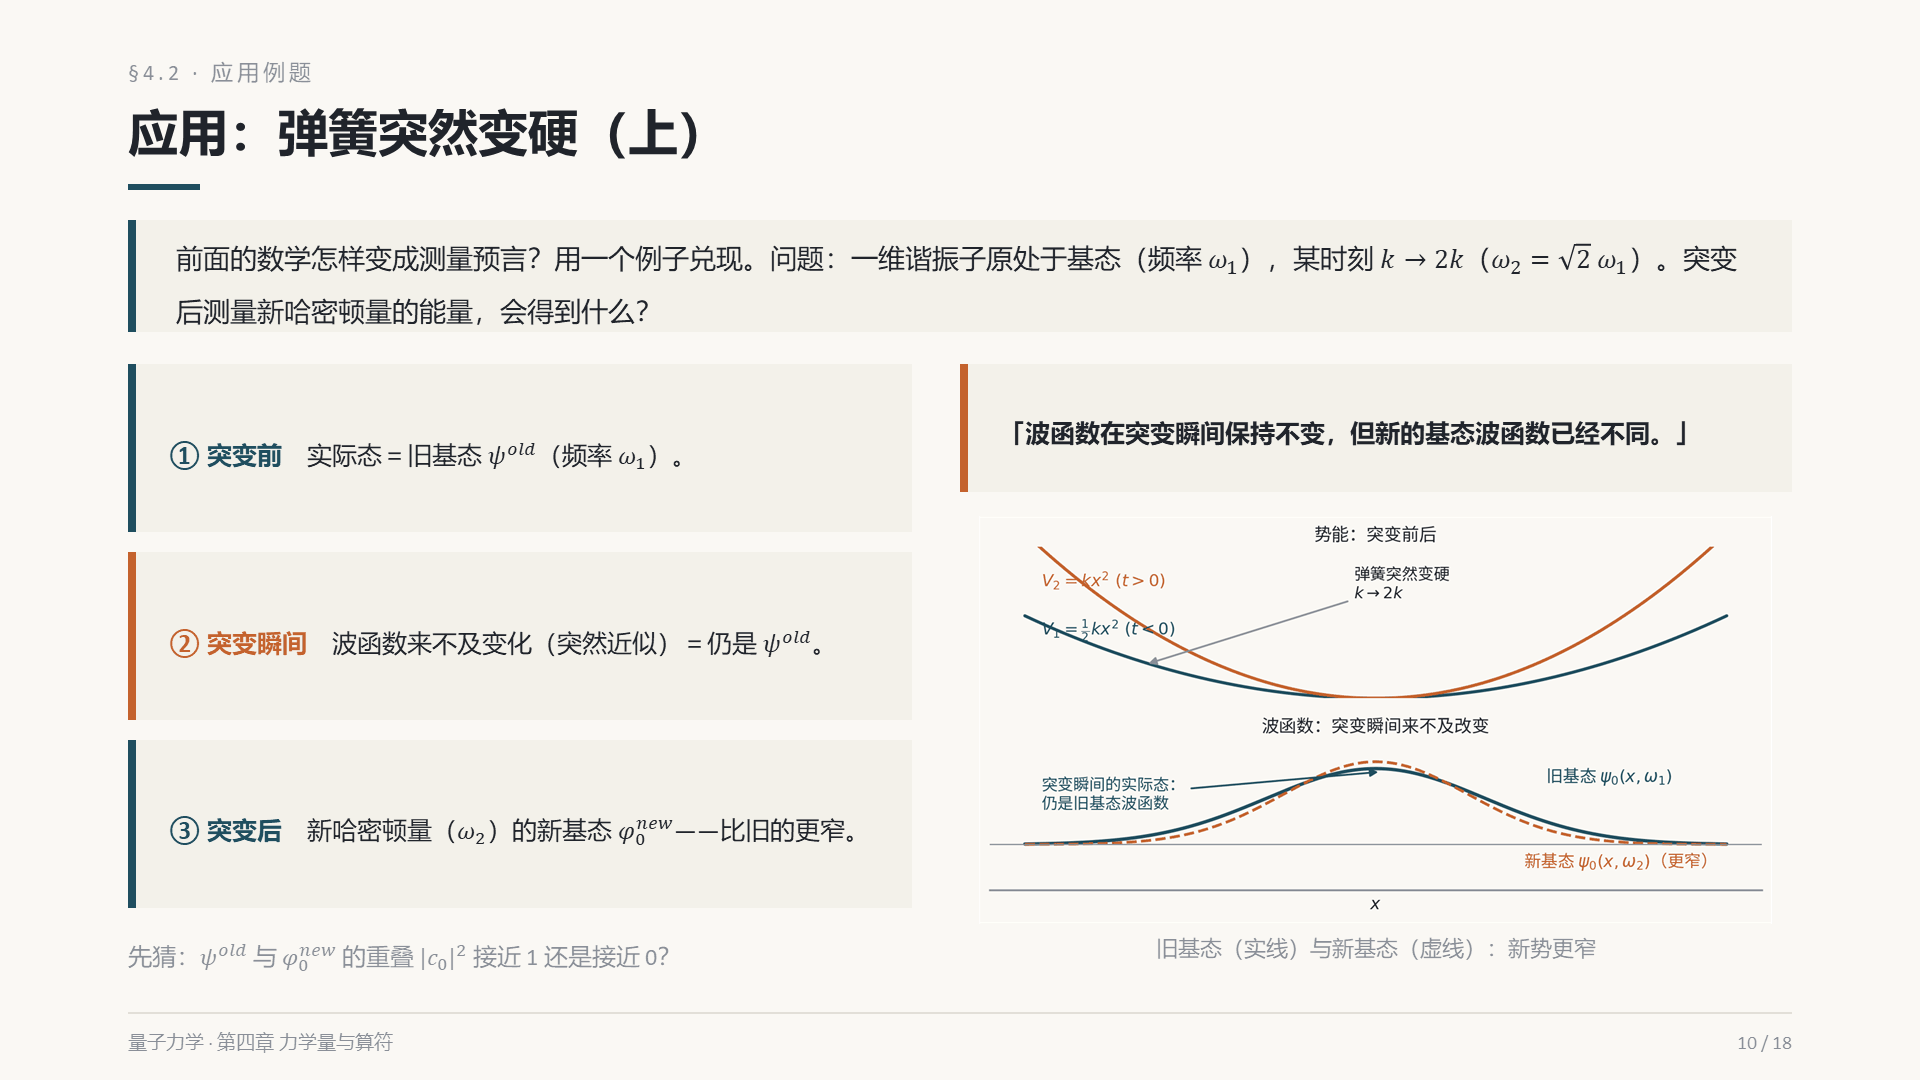 §4.2 · 应用例题
应用：弹簧突然变硬（上）
前面的数学怎样变成测量预言？用一个例子兑现。问题：一维谐振子原处于基态（频率 ω₁），某时刻 k → 2k（ω₂ = √2 ω₁）。突变
后测量新哈密顿量的能量，会得到什么？
① 突变前 实际态 = 旧基态 ψ^old（频率 ω₁）。
② 突变瞬间 波函数来不及变化（突然近似）= 仍是 ψ^old。
③ 突变后 新哈密顿量（ω₂）的新基态 φ₀^new——比旧的更窄。
先猜：ψ^old 与 φ₀^new 的重叠 |c₀|² 接近 1 还是接近 0？
「波函数在突变瞬间保持不变，但新的基态波函数已经不同。」
势能：突变前后
V₂ = kx² (t > 0)
弹簧突然变硬
k → 2k
V₁ = ½kx² (t < 0)
波函数：突变瞬间来不及改变
突变瞬间的实际态：
仍是旧基态波函数
旧基态 ψ₀(x, ω₁)
新基态 ψ₀(x, ω₂)（更窄）
x
旧基态（实线）与新基态（虚线）：新势更窄
量子力学 · 第四章 力学量与算符
10 / 18